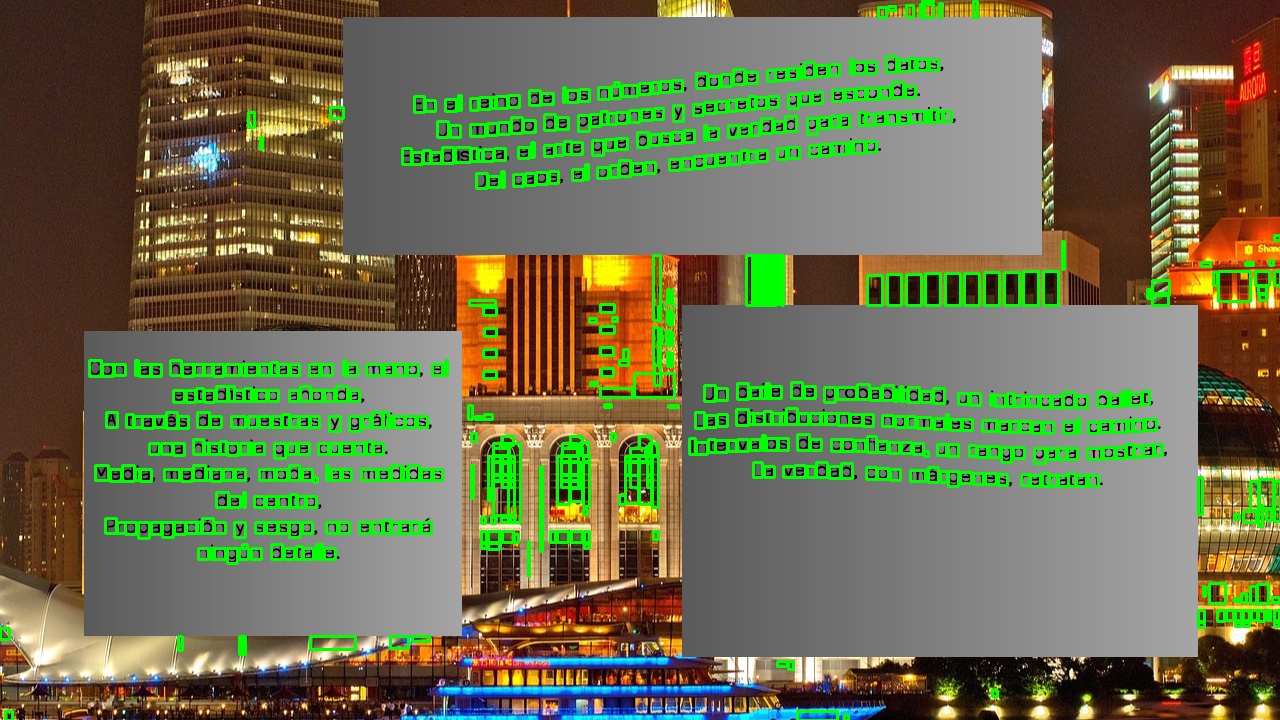 En el reino de los números, donde residen los datos,
Un mundo de patrones y secretos que esconde.
Estadística, el arte que busca la verdad para transmitir,
Del caos, el orden, encuentra un camino.
Con las herramientas en la mano, el
estadístico ahonda,
A través de muestras y gráficos,
una historia que cuenta.
Media, mediana, moda, las medidas
del centro,
Propagación y sesgo, no entrará
ningún detalle.
Un baile de probabilidad, un intrincado ballet,
Las distribuciones normales marcan el camino.
Intervalos de confianza, un rango para mostrar,
La verdad, con márgenes, retratan.
AURORA